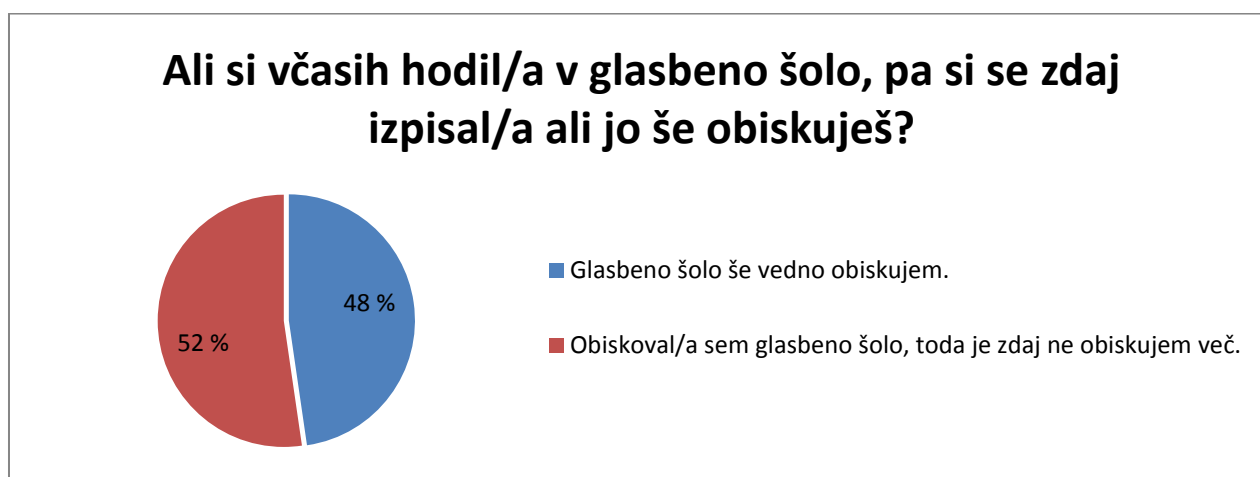 Ali si včasih hodil/a v glasbeno šolo, pa si se zdaj
izpisal/a ali jo še obiskuješ?
48 %
52 %
Glasbeno šolo še vedno obiskujem.
Obiskoval/a sem glasbeno šolo, toda je zdaj ne obiskujem več.